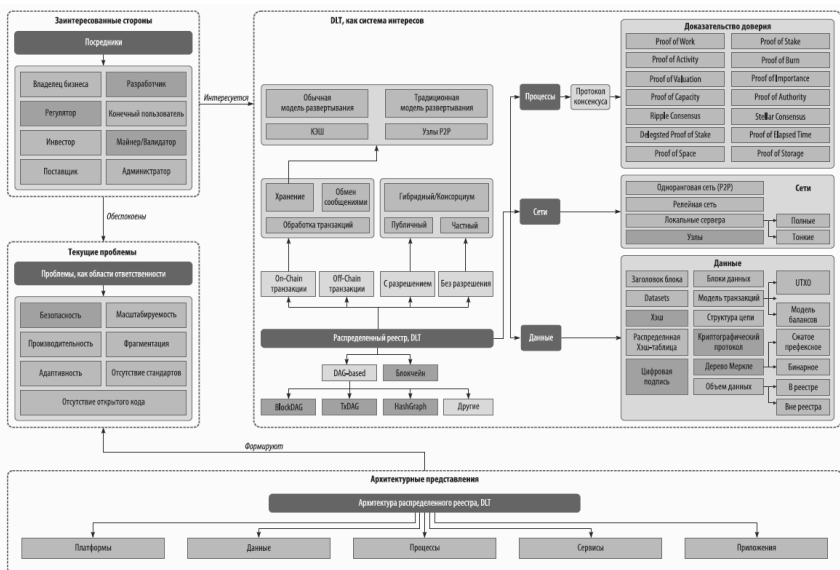 Заинтересованные стороны
Посредники
Владелец бизнеса
Разработчик
Регулятор
Конечный пользователь
Инвестор
Майнер/Валидатор
Поставщик
Администратор
Интересуется
Обеспокоены
Текущие проблемы
Проблемы, как области ответственности
Безопасность
Масштабируемость
Производительность
Фрагментация
Адаптивность
Отсутствие стандартов
Отсутствие открытого кода
DLT, как система интересов
Обычная
модель развертывания
Традиционная
модель развертывания
КЭШ
Узлы P2P
Хранение
Обмен
сообщениями
Обработка транзакций
Гибридный/Консорциум
Публичный
Частный
On-Chain
транзакции
Off-Chain
транзакции
С разрешением
Без разрешения
Распределенный реестр, DLT
DAG-based
Блокчейн
BlockDAG
TxDAG
HashGraph
Другие
Процессы
Протокол
консенсуса
Сети
Данные
Доказательство доверия
Proof of Work
Proof of Stake
Proof of Activity
Proof of Burn
Proof of Valuation
Proof of Importance
Proof of Capacity
Proof of Authority
Ripple Consensus
Stellar Consensus
Delegsted Proof of Stake
Proof of Elapsed Time
Proof of Space
Proof of Storage
Одноранговая сеть (P2P)
Сети
Релейная сеть
Локальные сервера
Полные
Узлы
Тонкие
Данные
Заголовок блока
Блоки данных
UTXO
Datasets
Модель транзакций
Хэш
Структура цепи
Модель
балансов
Распределнная
Хэш-таблица
Криптографический
протокол
Сжатое
префексное
Цифровая
подпись
Дерево Меркле
Бинарное
Объем данных
В реестре
Вне реестра
Формируют
Архитектурные представления
Архитектура распределенного реестра, DLT
Платформы
Данные
Процессы
Сервисы
Приложения